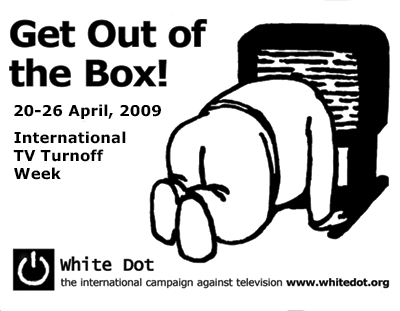 Get Out of
the Box!
20-26 April, 2009
International
TV Turnoff
Week
White Dot
the international campaign against television www.whitedot.org